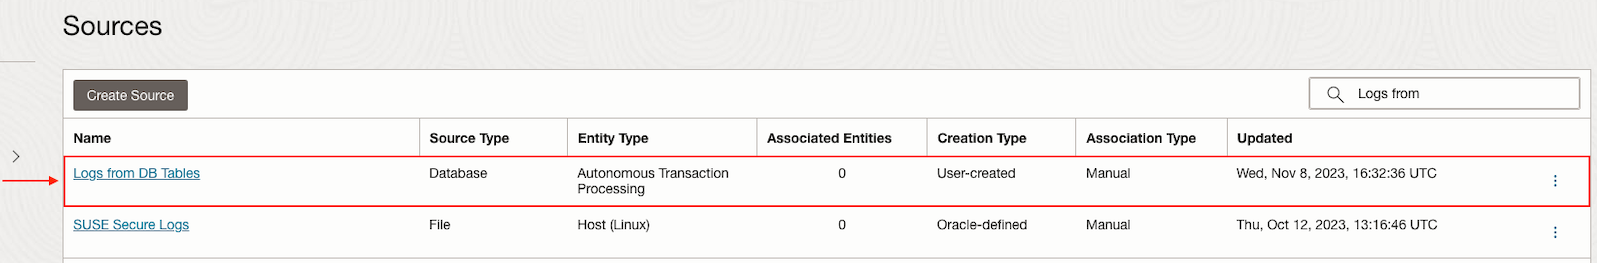 Sources
Create Source
Logs from
Name Source Type Entity Type Associated Entities Creation Type Association Type Updated
Logs from DB Tables Database Autonomous Transaction 0 User-created Manual Wed, Nov 8, 2023, 16:32:36 UTC
Processing
SUSE Secure Logs File Host (Linux) 0 Oracle-defined Manual Thu, Oct 12, 2023, 13:16:46 UTC